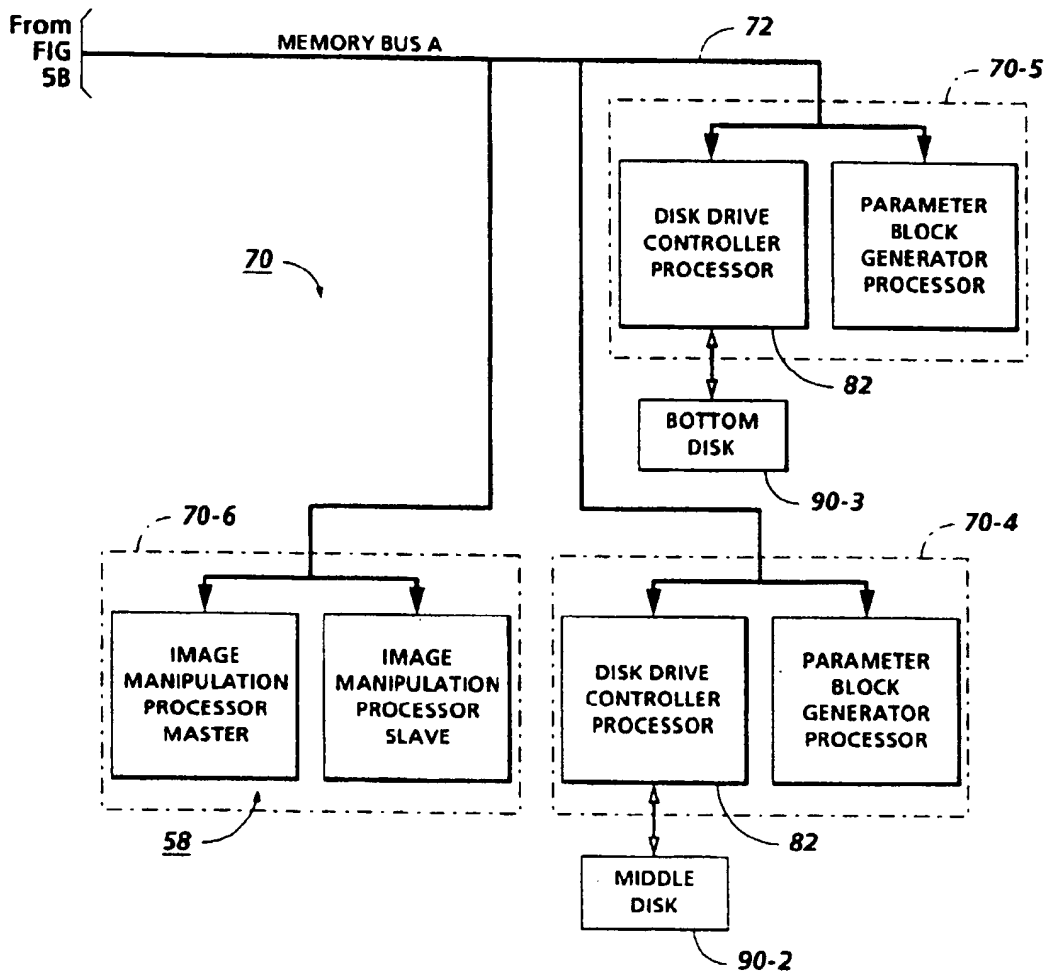 From
FIG
5B
MEMORY BUS A
72
70-5
DISK DRIVE
CONTROLLER
PROCESSOR
PARAMETER
BLOCK
GENERATOR
PROCESSOR
70
82
BOTTOM
DISK
90-3
70-6
70-4
IMAGE
MANIPULATION
PROCESSOR
MASTER
IMAGE
MANIPULATION
PROCESSOR
SLAVE
DISK DRIVE
CONTROLLER
PROCESSOR
PARAMETER
BLOCK
GENERATOR
PROCESSOR
58
82
MIDDLE
DISK
90-2